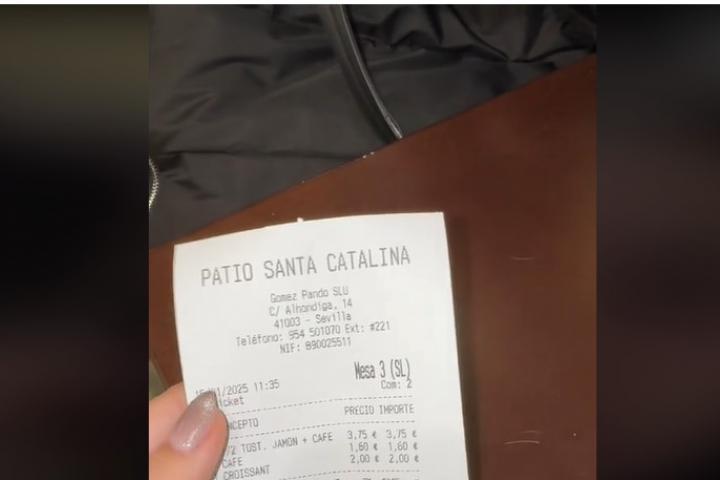 PATIO SANTA CATALINA
Gomez Pando SLU
C/ Alhondiga, 14
41003 - Sevilla
Teléfono: 954 501070 Ext: #221
NIF: B90025511
Mesa 3 (SL)
/2025 11:35 Com: 2
PRECIO IMPORTE
/2 TOST. JAMON + CAFE 3,75 € 3,75 €
CAFE 1,60 € 1,60 €
CROISSANT 2,00 € 2,00 €